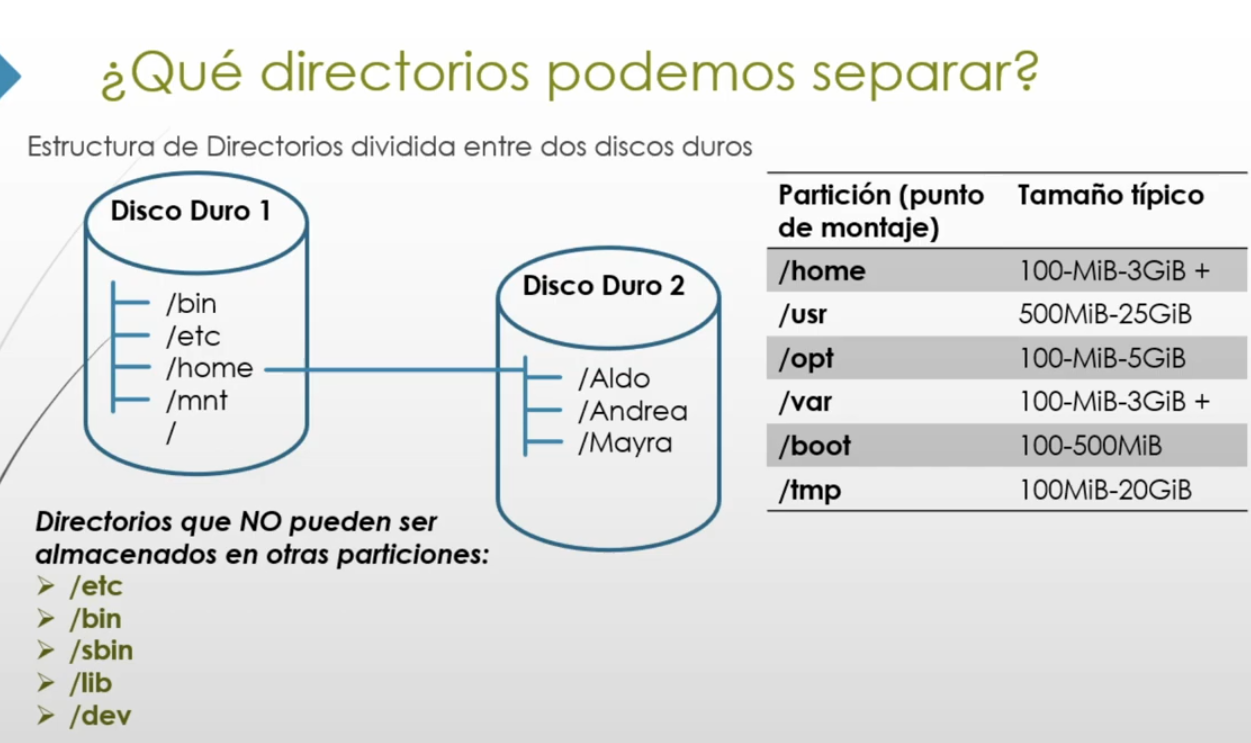 ¿Qué directorios podemos separar?
Estructura de Directorios dividida entre dos discos duros
Disco Duro 1
/bin
/etc
/home
/mnt
/
Disco Duro 2
/Aldo
/Andrea
/Mayra
Partición (punto de montaje) Tamaño típico
/home 100-MiB-3GiB +
/usr 500MiB-25GiB
/opt 100-MiB-5GiB
/var 100-MiB-3GiB +
/boot 100-500MiB
/tmp 100MiB-20GiB
Directorios que NO pueden ser
almacenados en otras particiones:
➢ /etc
➢ /bin
➢ /sbin
➢ /lib
➢ /dev